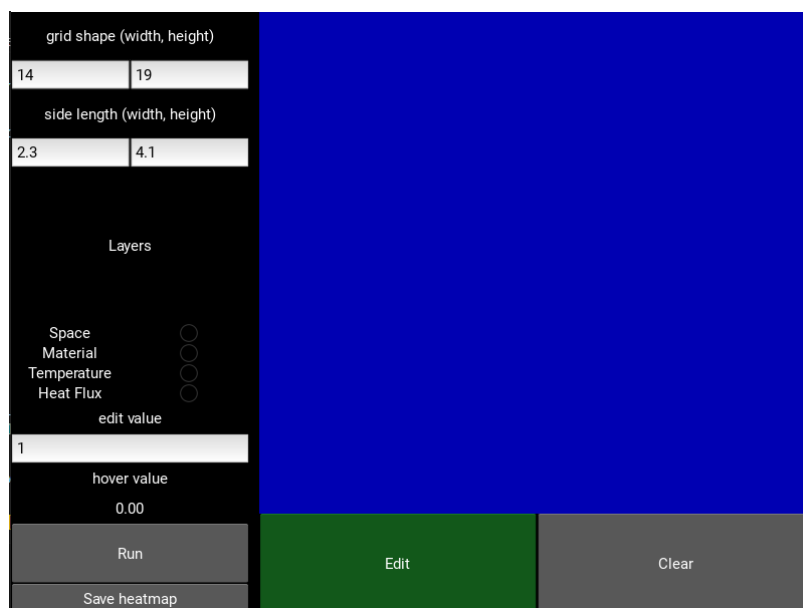 grid shape (width, height)
14 19
side length (width, height)
2.3 4.1
Layers
Space
Material
Temperature
Heat Flux
edit value
1
hover value
0.00
Run
Edit Clear
Save heatmap